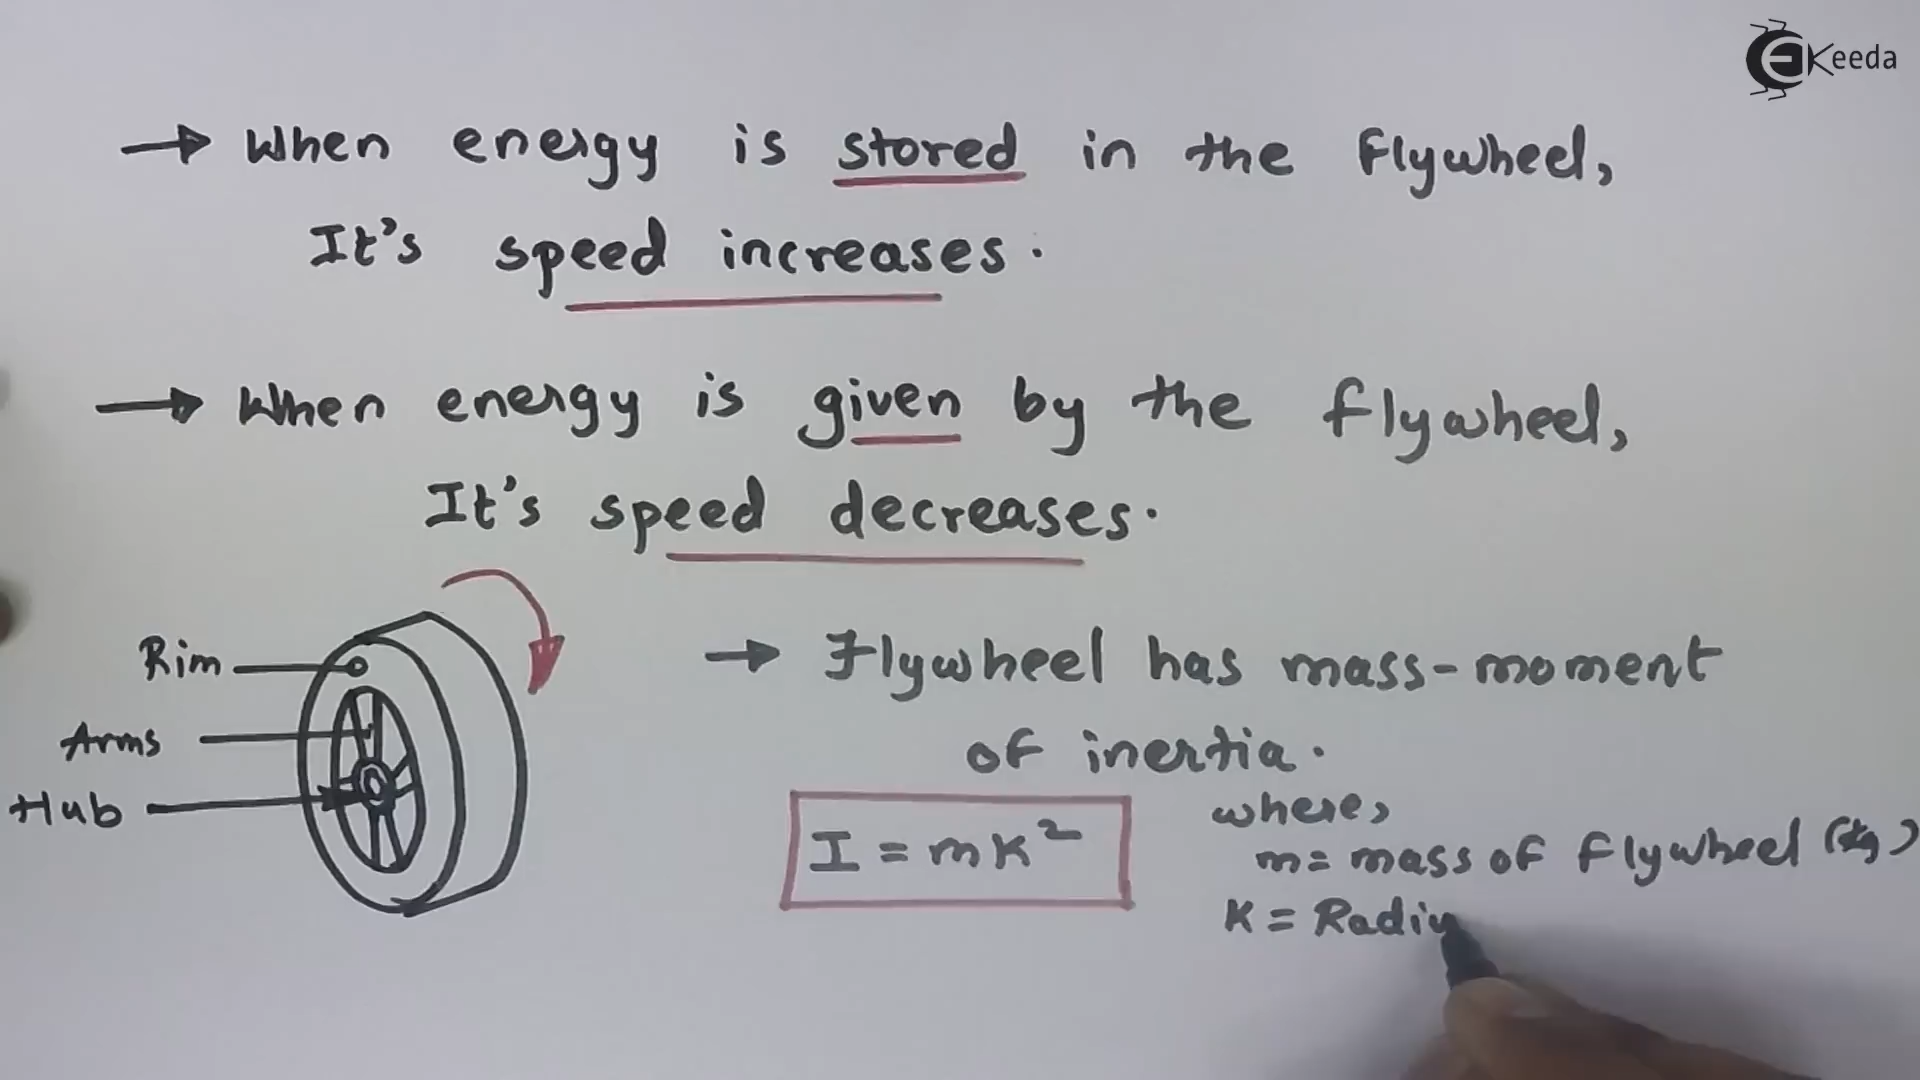 EKeeda
→ When energy is stored in the flywheel,
It's speed increases.
→ When energy is given by the flywheel,
It's speed decreases.
Rim
Arms
Hub
→ Flywheel has mass-moment
of inertia.
I = mK²
where,
m = mass of flywheel (kg)
K = Radiu